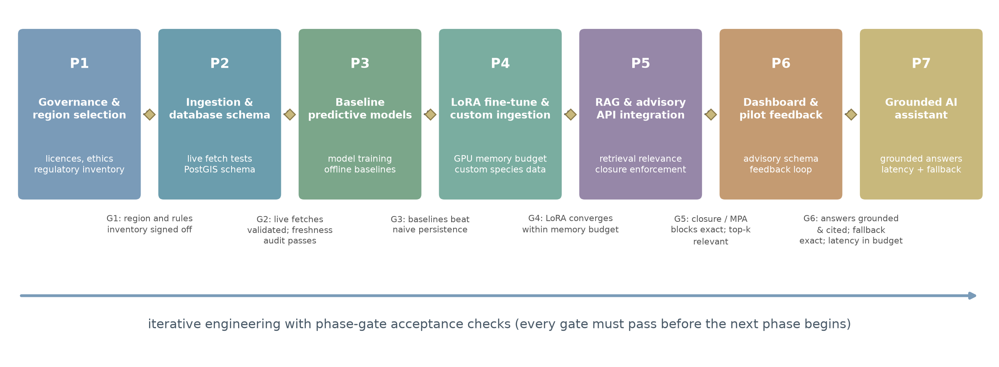 P1
Governance &
region selection
licences, ethics
regulatory inventory
P2
Ingestion &
database schema
live fetch tests
PostGIS schema
P3
Baseline
predictive models
model training
offline baselines
P4
LoRA fine-tune &
custom ingestion
GPU memory budget
custom species data
P5
RAG & advisory
API integration
retrieval relevance
closure enforcement
P6
Dashboard &
pilot feedback
advisory schema
feedback loop
P7
Grounded AI
assistant
grounded answers
latency + fallback
G1: region and rules
inventory signed off
G2: live fetches
validated; freshness
audit passes
G3: baselines beat
naive persistence
G4: LoRA converges
within memory budget
G5: closure / MPA
blocks exact; top-k
relevant
G6: answers grounded
& cited; fallback
exact; latency in budget
iterative engineering with phase-gate acceptance checks (every gate must pass before the next phase begins)